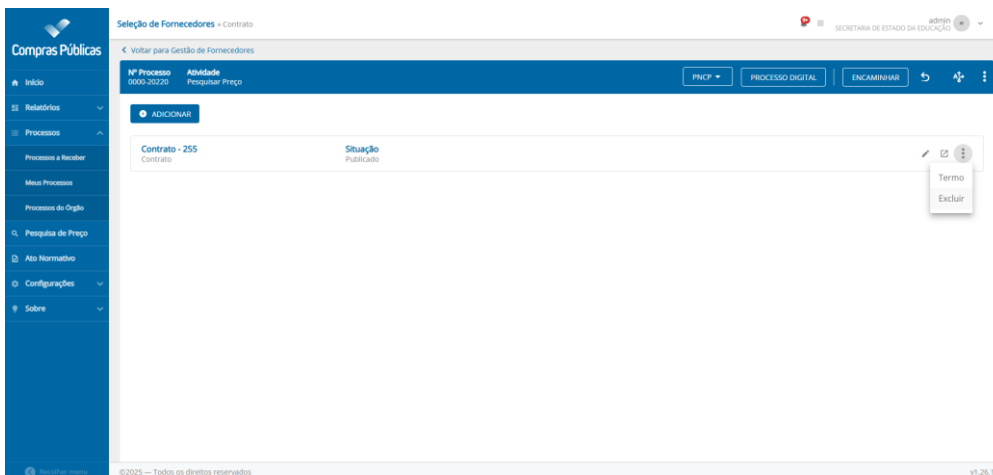 Compras Públicas
Início
Relatórios
Processos
Processos a Receber
Meus Processos
Processos do Órgão
Pesquisa de Preço
Ato Normativo
Configurações
Sobre
Recolher menu
Seleção de Fornecedores » Contrato
9+
admin
SECRETARIA DE ESTADO DA EDUCAÇÃO
Voltar para Gestão de Fornecedores
Nº Processo Atividade
0000-20220 Pesquisar Preço
PNCP PROCESSO DIGITAL ENCAMINHAR
ADICIONAR
Contrato - 255 Situação
Contrato Publicado
Termo
Excluir
©2025 — Todos os direitos reservados